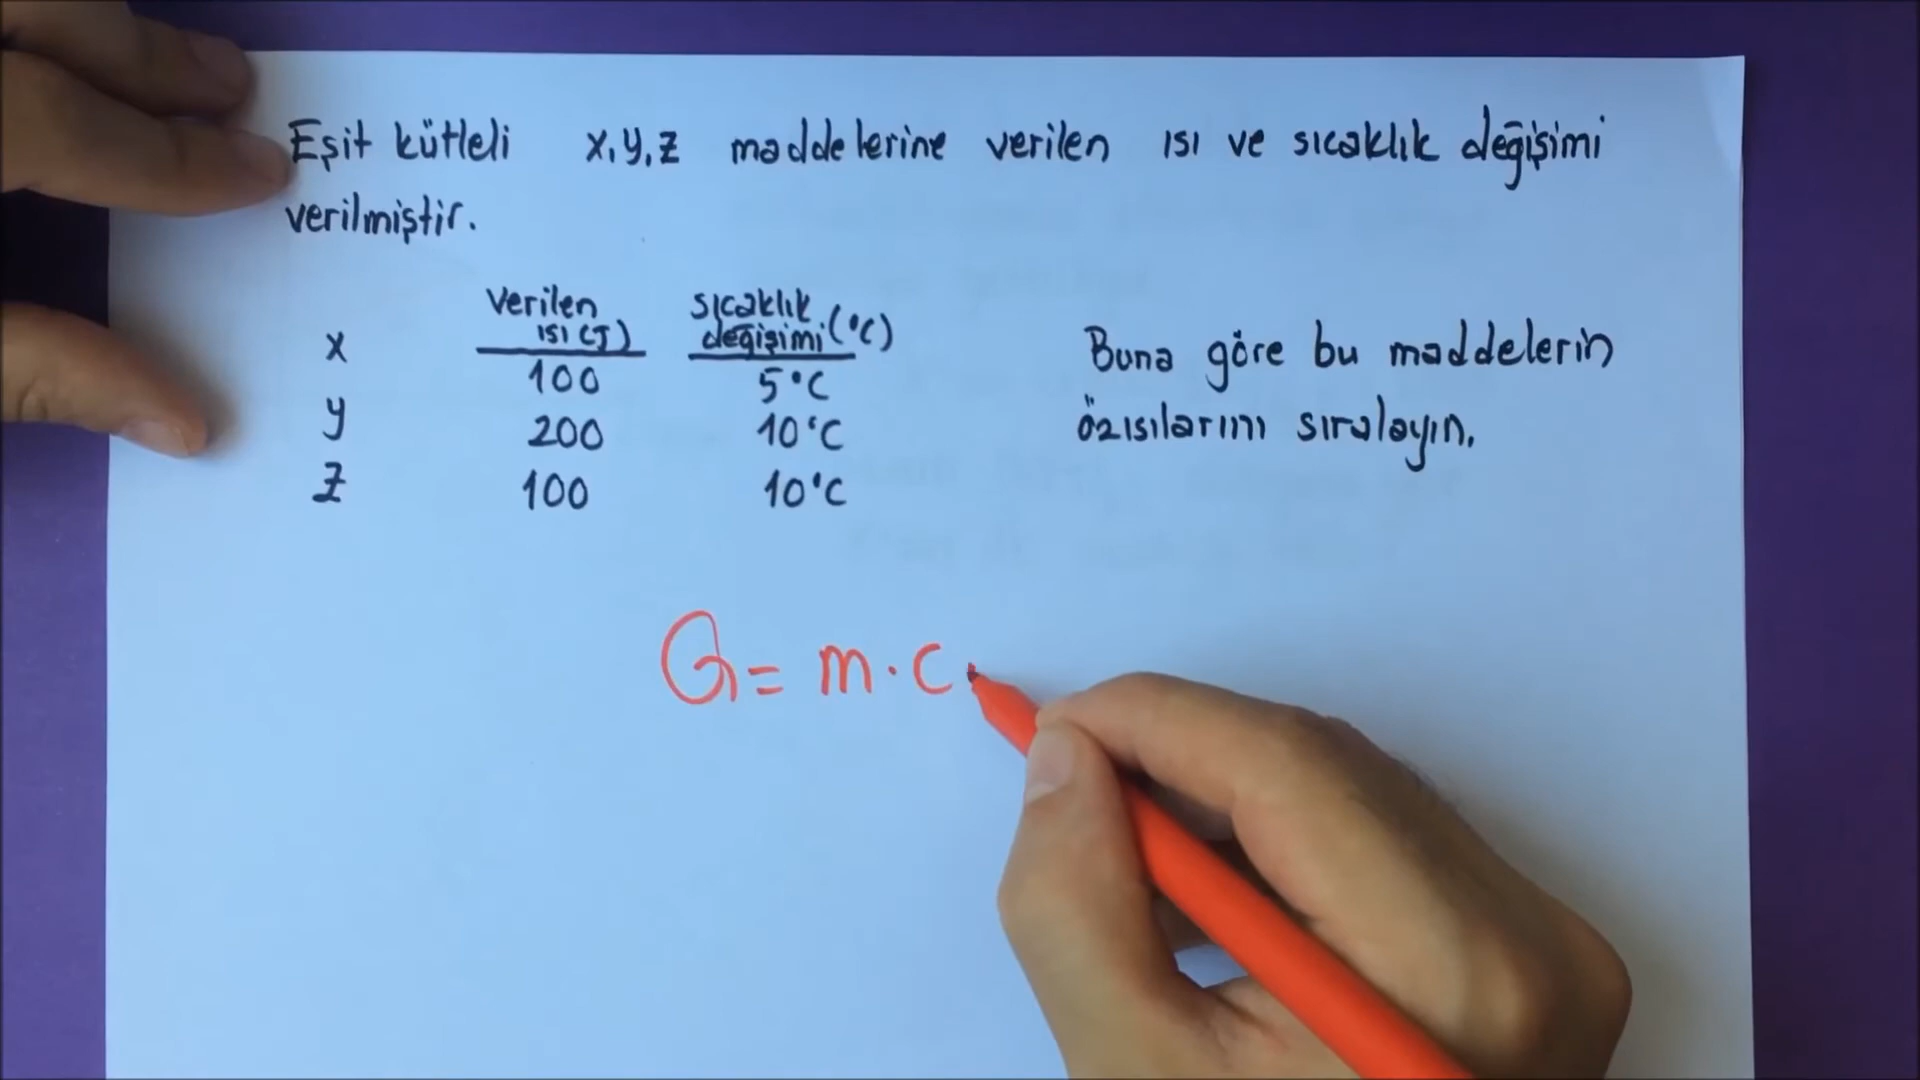 Eşit kütleli x,y,z maddelerine verilen ısı ve sıcaklık değişimi
verilmiştir.
Verilen ısı (J) sıcaklık değişimi (°C)
x 100 5°C
y 200 10°C
z 100 10°C
Buna göre bu maddelerin
özısılarını sıralayın.
Q = m · c ·